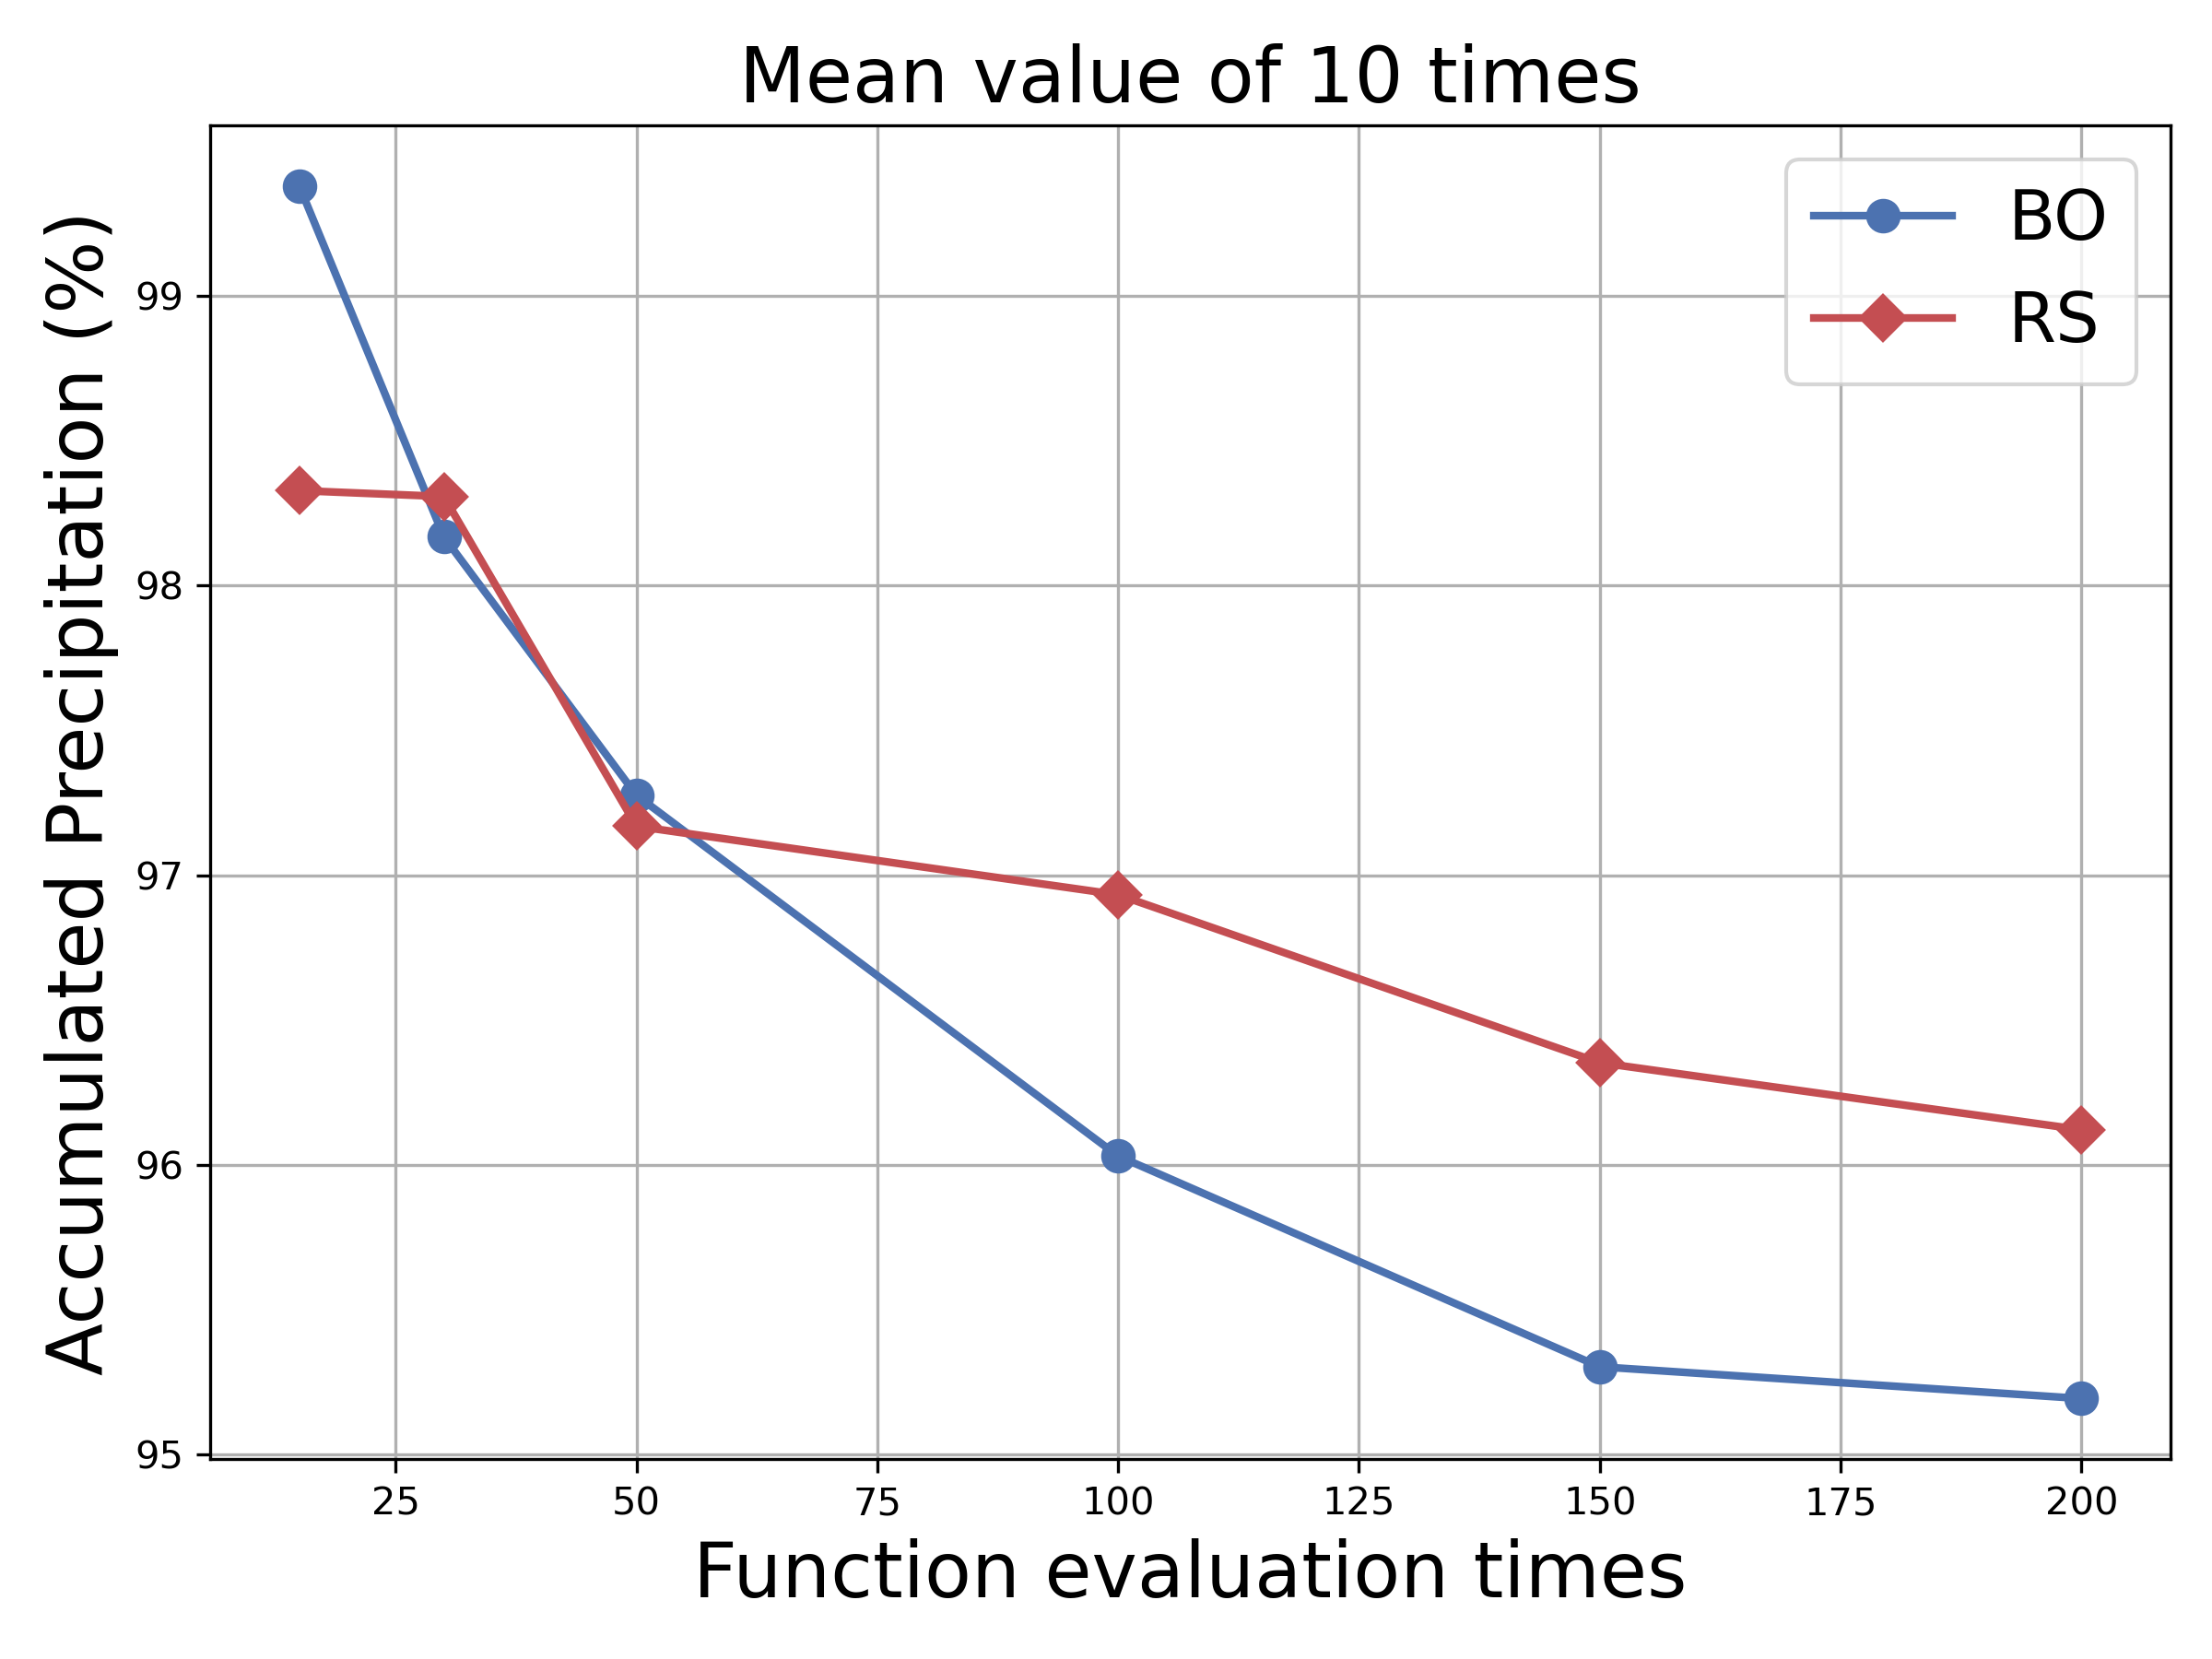 Mean value of 10 times
BO
RS
Accumulated Precipitation (%)
99
98
97
96
95
25 50 75 100 125 150 175 200
Function evaluation times